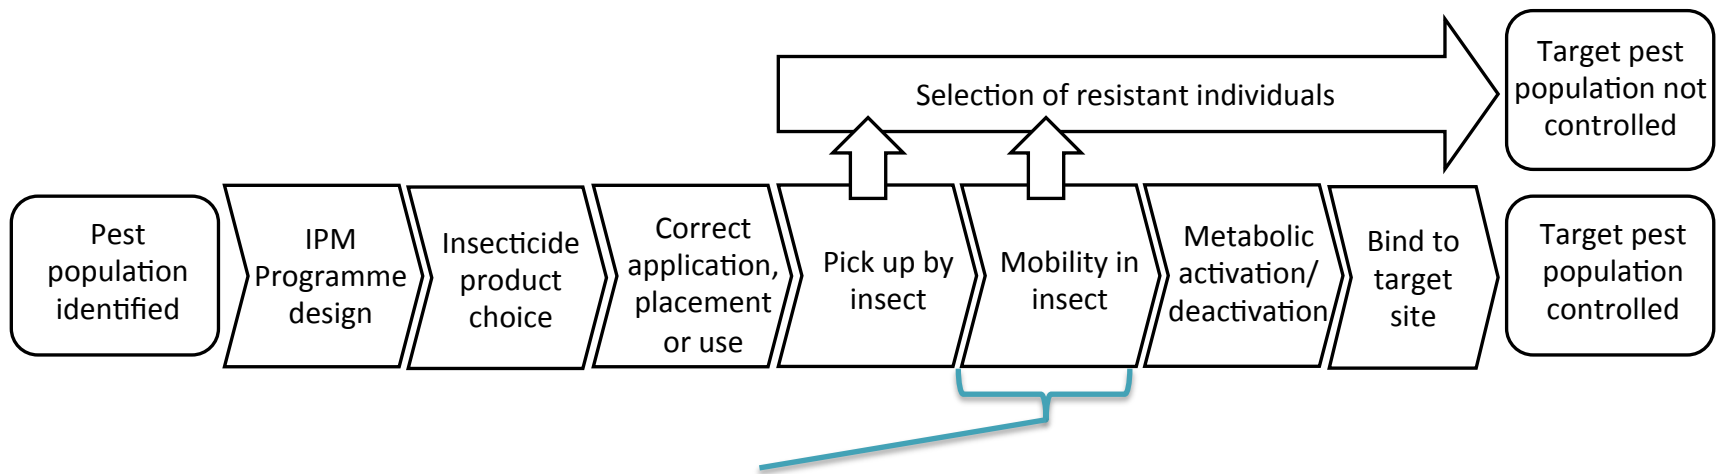 Selection of resistant individuals
Target pest
population not
controlled
Pest
population
identified
IPM
Programme
design
Insecticide
product
choice
Correct
application,
placement
or use
Pick up by
insect
Mobility in
insect
Metabolic
activation/
deactivation
Bind to
target
site
Target pest
population
controlled